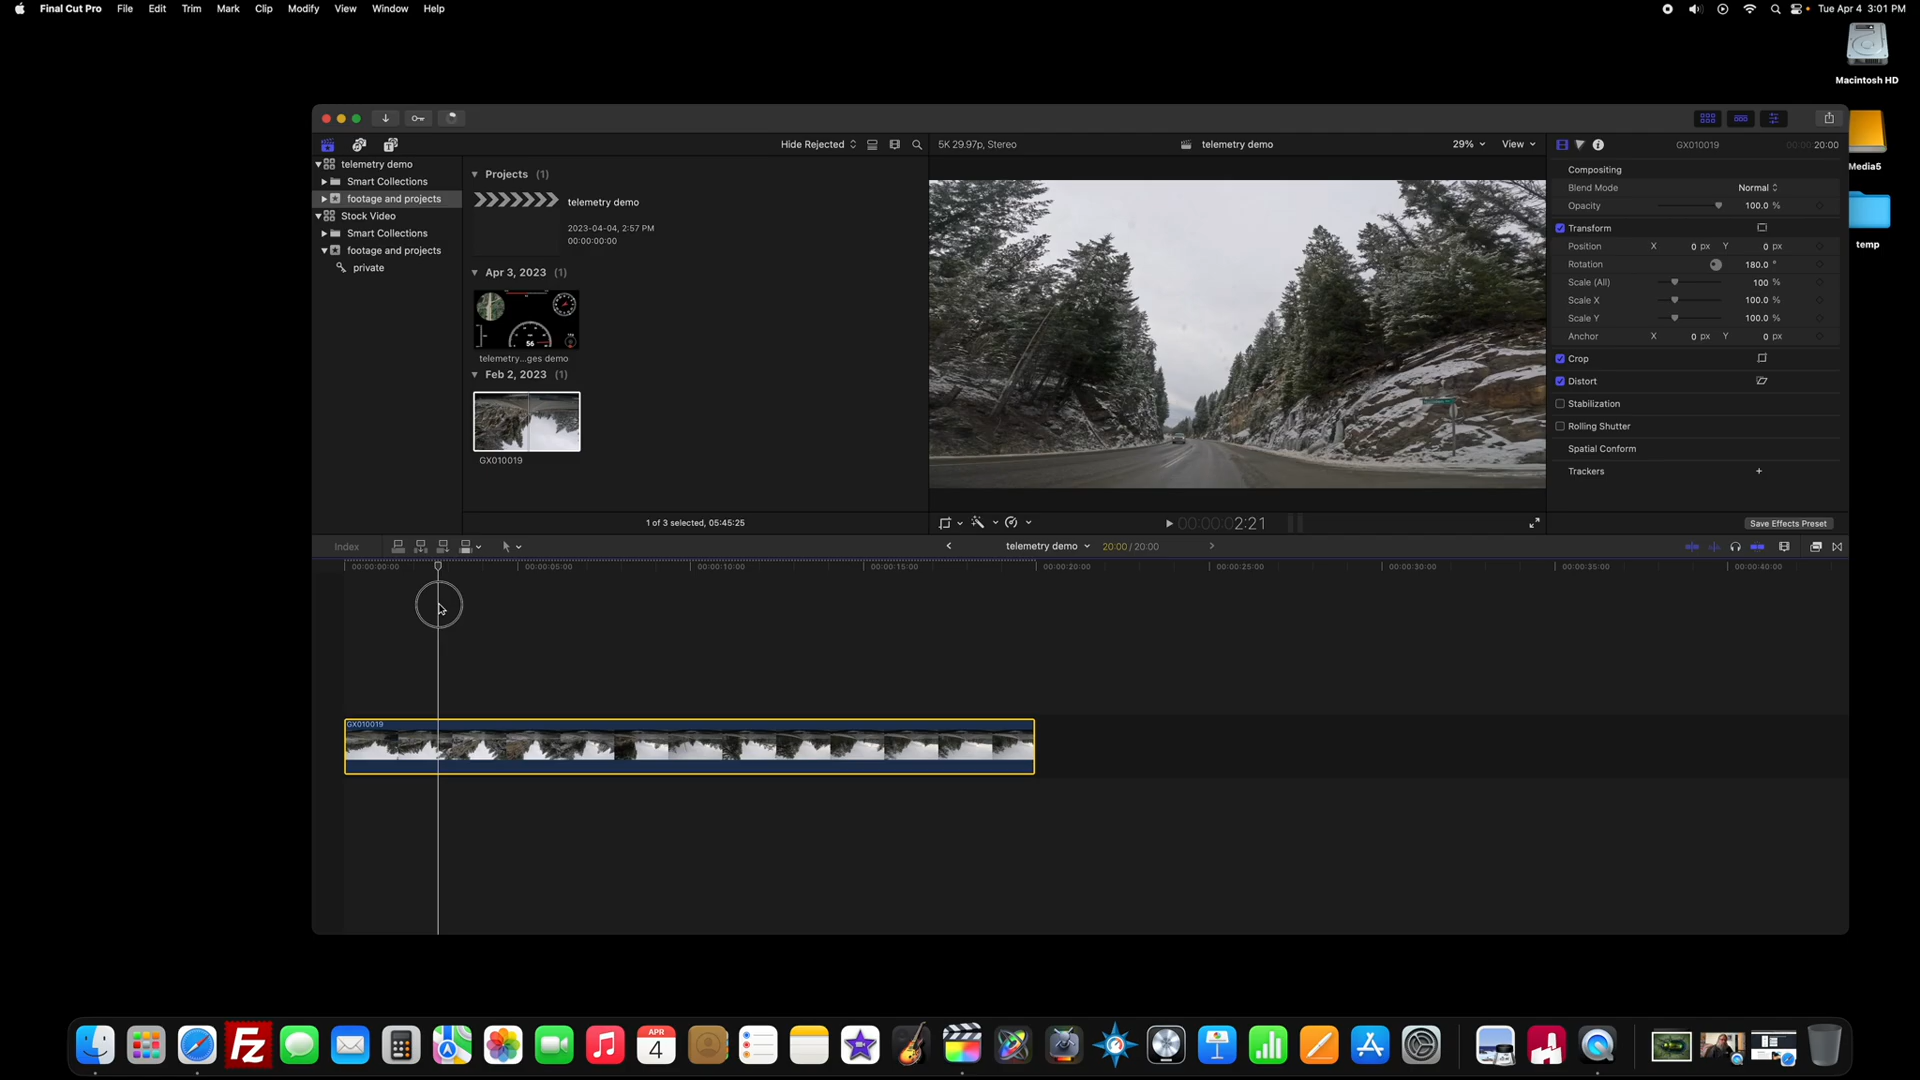 Final Cut Pro File Edit Trim Mark Clip Modify View Window Help
Tue Apr 4 3:01 PM
Macintosh HD
Media5
temp
Hide Rejected
5K 29.97p, Stereo
telemetry demo
29%
View
GX010019
00:00:20:00
telemetry demo
Smart Collections
footage and projects
Stock Video
Smart Collections
footage and projects
private
Projects (1)
telemetry demo
2023-04-04, 2:57 PM
00:00:00:00
Apr 3, 2023 (1)
56
telemetry...ges demo
Feb 2, 2023 (1)
GX010019
1 of 3 selected, 05:45:25
00:00:02:21
Compositing
Blend Mode Normal
Opacity 100.0 %
Transform
Position X 0 px Y 0 px
Rotation 180.0 °
Scale (All) 100 %
Scale X 100.0 %
Scale Y 100.0 %
Anchor X 0 px Y 0 px
Crop
Distort
Stabilization
Rolling Shutter
Spatial Conform
Trackers +
Save Effects Preset
Index
telemetry demo
20:00 / 20:00
00:00:00:00 00:00:05:00 00:00:10:00 00:00:15:00 00:00:20:00 00:00:25:00 00:00:30:00 00:00:35:00 00:00:40:00
GX010019
Fz
APR
4